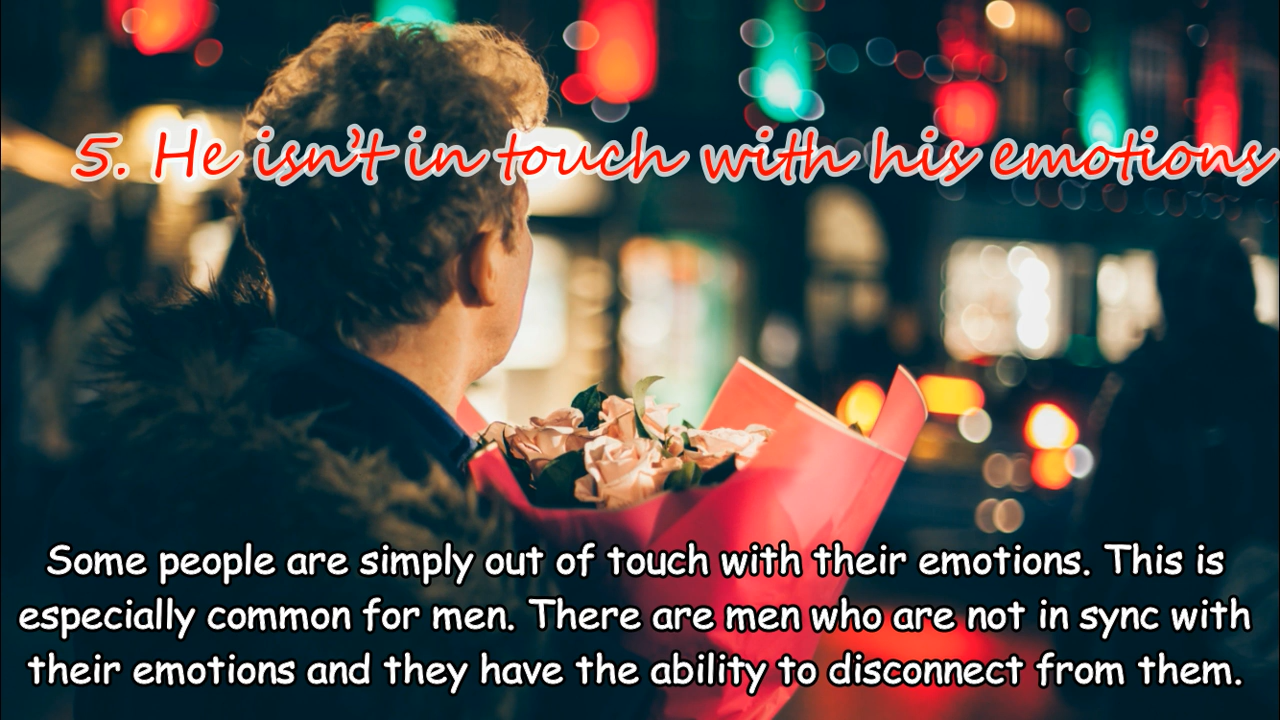 5. He isn't in touch with his emotions
Some people are simply out of touch with their emotions. This is
especially common for men. There are men who are not in sync with
their emotions and they have the ability to disconnect from them.